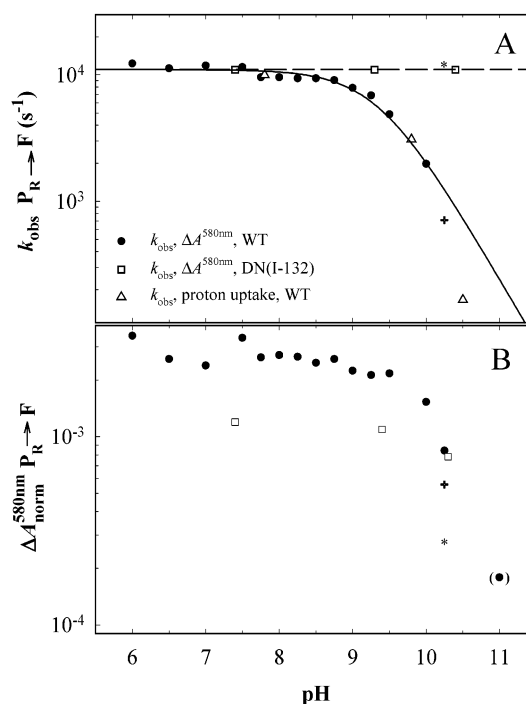 A
10⁴
10³
k_obs P_R → F (s⁻¹)
k_obs, ΔA^580nm, WT
k_obs, ΔA^580nm, DN(I-132)
k_obs, proton uptake, WT
B
10⁻³
10⁻⁴
ΔA^580nm_norm P_R → F
6 7 8 9 10 11
pH